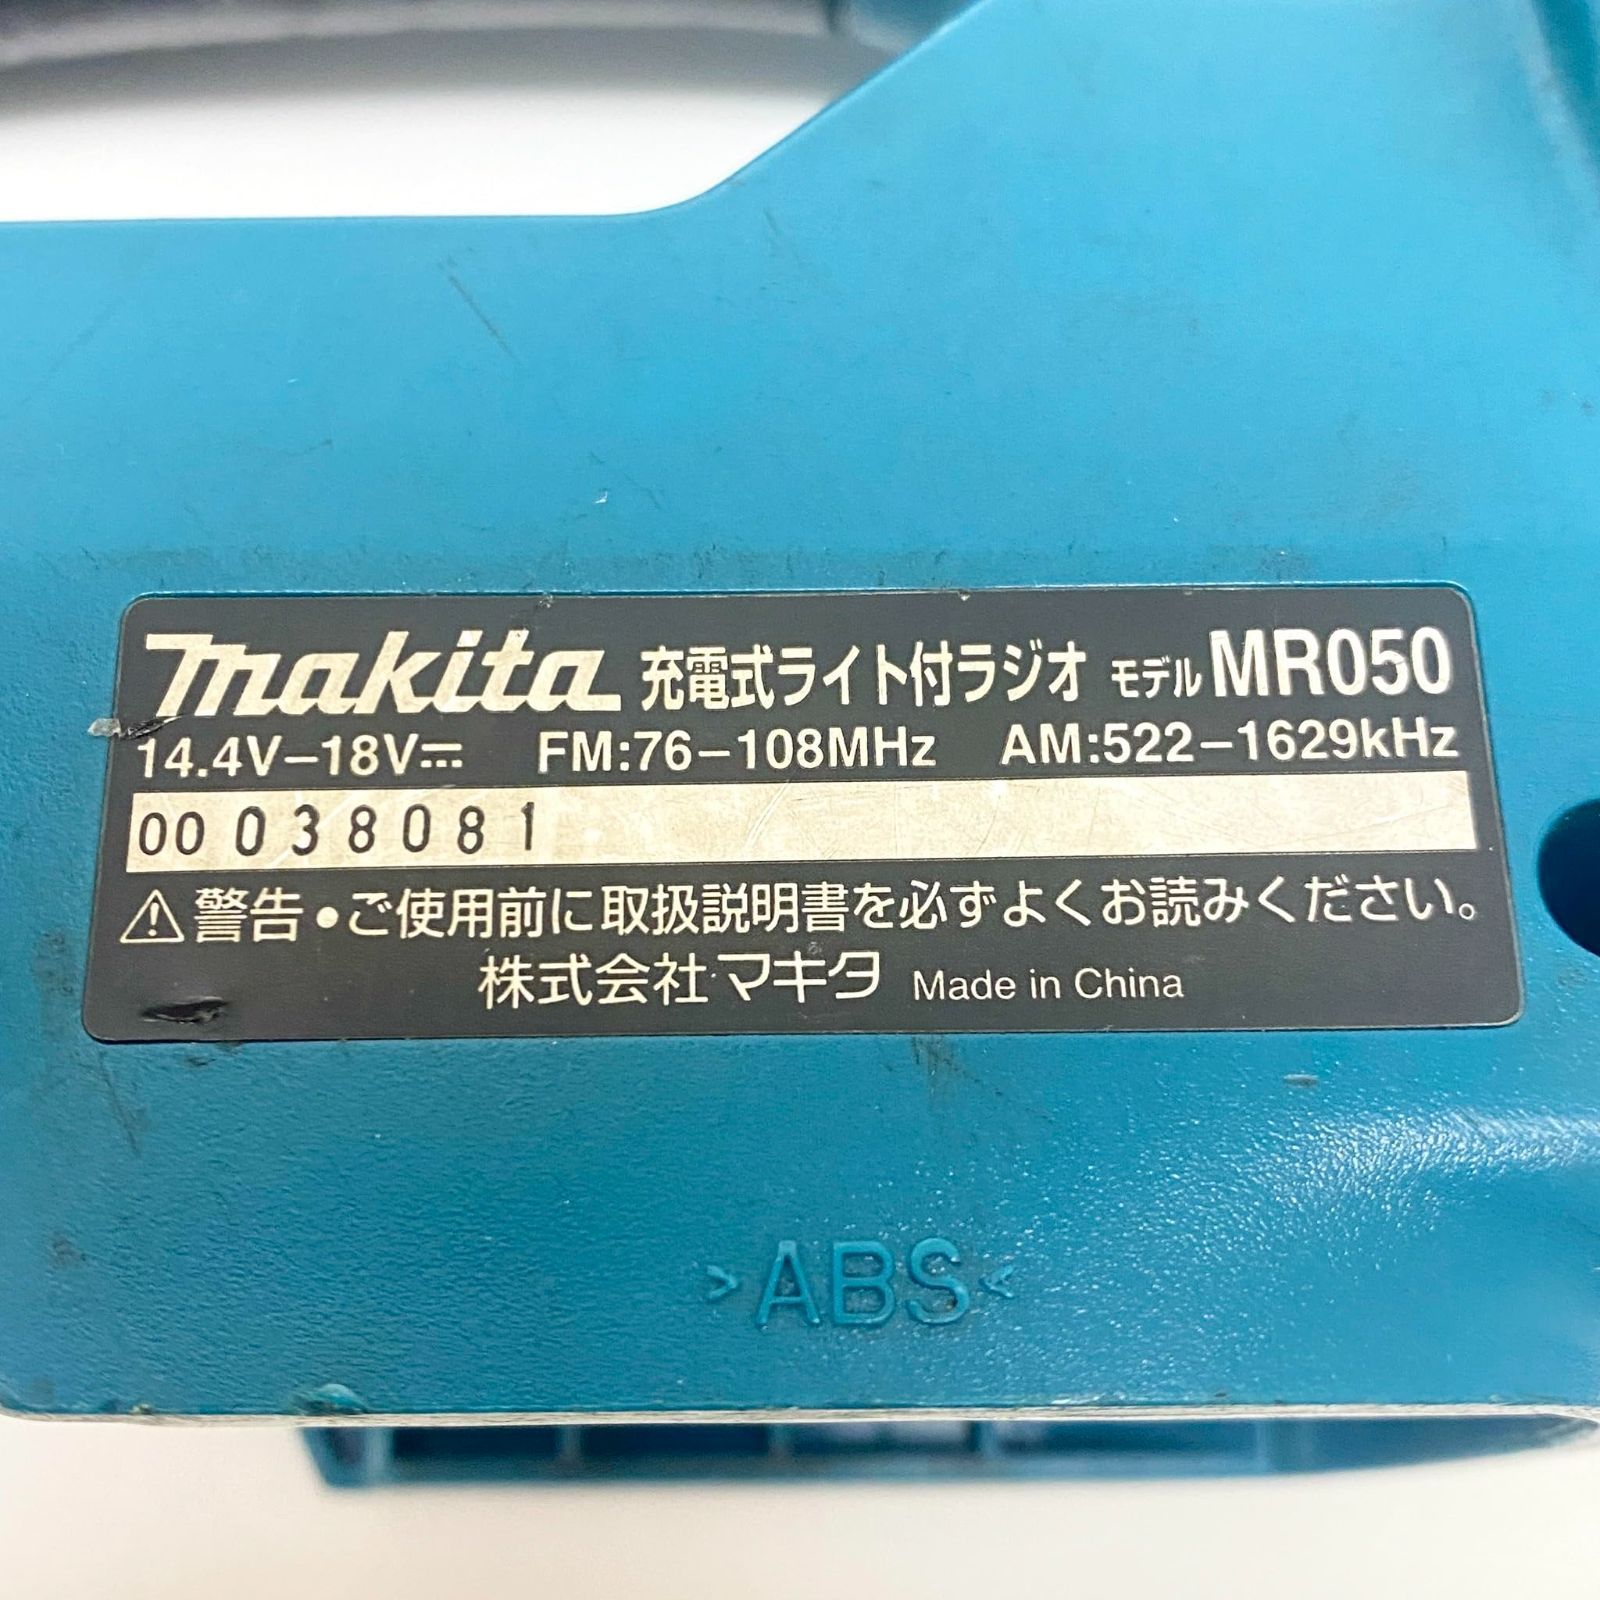 makita 充電式ライト付ラジオ モデル MR050
14.4V–18V⎓ FM:76–108MHz AM:522–1629kHz
00 038081
⚠警告•ご使用前に取扱説明書を必ずよくお読みください。
株式会社マキタ Made in China
>ABS<